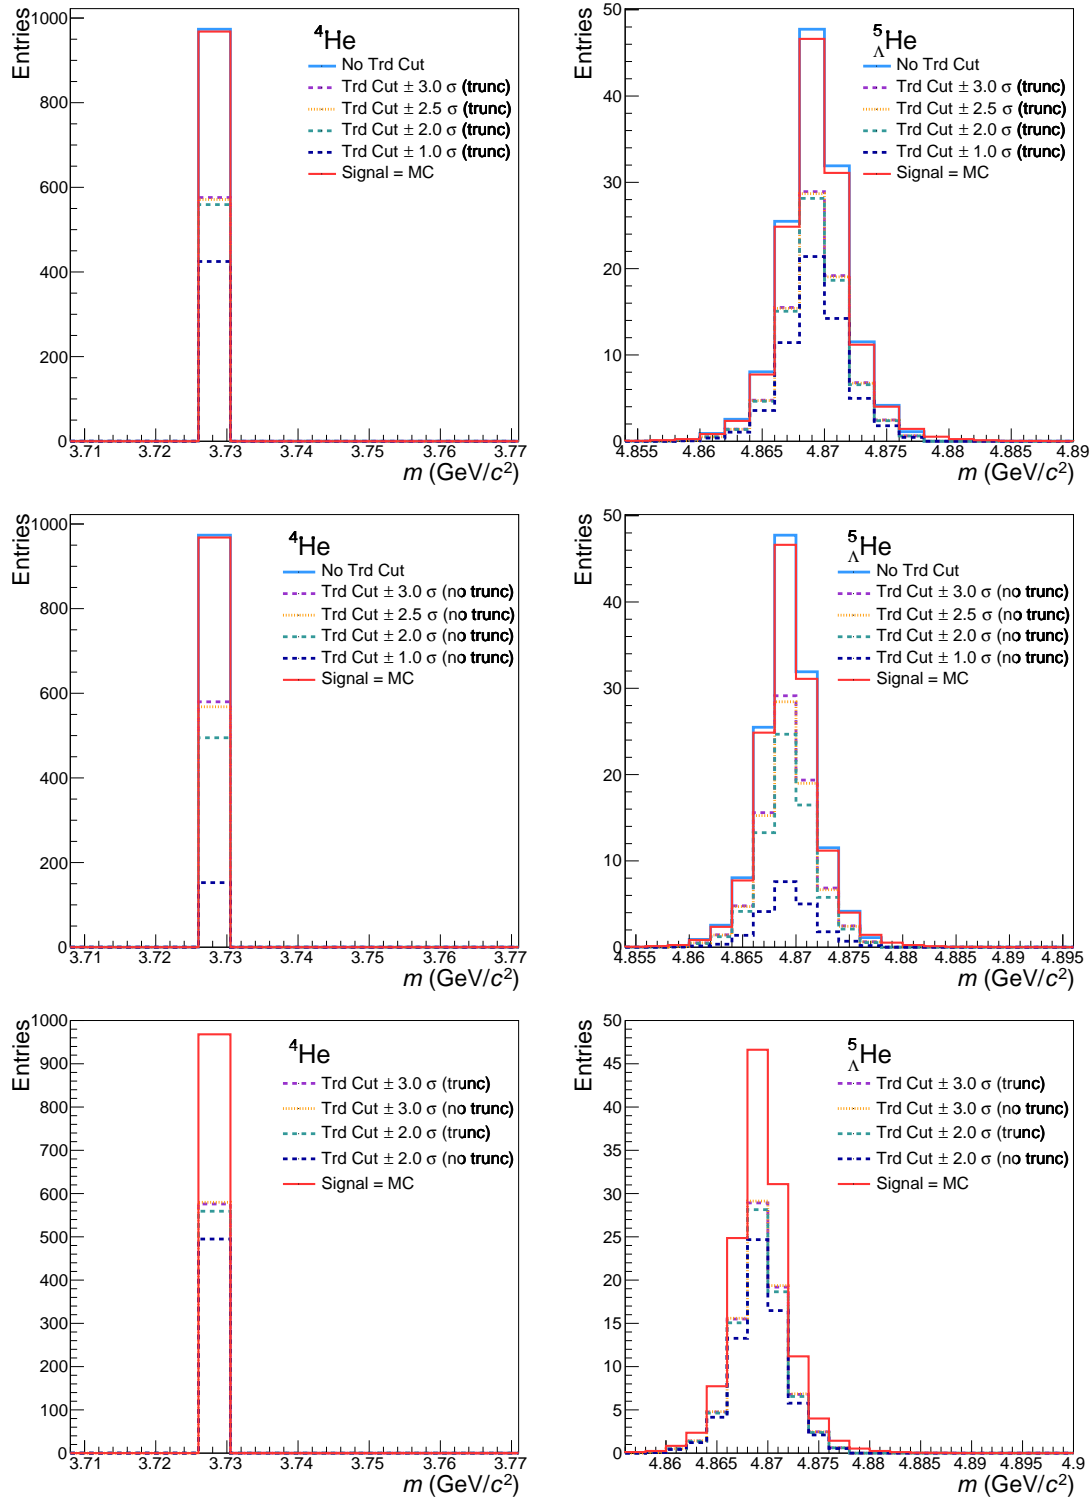 Entries
1000
800
600
400
200
0
⁴He
No Trd Cut
Trd Cut ± 3.0 σ (trunc)
Trd Cut ± 2.5 σ (trunc)
Trd Cut ± 2.0 σ (trunc)
Trd Cut ± 1.0 σ (trunc)
Signal = MC
3.71 3.72 3.73 3.74 3.75 3.76 3.77
m (GeV/c²)
Entries
50
40
30
20
10
0
⁵ΛHe
No Trd Cut
Trd Cut ± 3.0 σ (trunc)
Trd Cut ± 2.5 σ (trunc)
Trd Cut ± 2.0 σ (trunc)
Trd Cut ± 1.0 σ (trunc)
Signal = MC
4.855 4.86 4.865 4.87 4.875 4.88 4.885 4.89
m (GeV/c²)
Entries
1000
800
600
400
200
0
⁴He
No Trd Cut
Trd Cut ± 3.0 σ (no trunc)
Trd Cut ± 2.5 σ (no trunc)
Trd Cut ± 2.0 σ (no trunc)
Trd Cut ± 1.0 σ (no trunc)
Signal = MC
3.71 3.72 3.73 3.74 3.75 3.76 3.77
m (GeV/c²)
Entries
50
40
30
20
10
0
⁵ΛHe
No Trd Cut
Trd Cut ± 3.0 σ (no trunc)
Trd Cut ± 2.5 σ (no trunc)
Trd Cut ± 2.0 σ (no trunc)
Trd Cut ± 1.0 σ (no trunc)
Signal = MC
4.855 4.86 4.865 4.87 4.875 4.88 4.885 4.89 4.895
m (GeV/c²)
Entries
1000
900
800
700
600
500
400
300
200
100
0
⁴He
Trd Cut ± 3.0 σ (trunc)
Trd Cut ± 3.0 σ (no trunc)
Trd Cut ± 2.0 σ (trunc)
Trd Cut ± 2.0 σ (no trunc)
Signal = MC
3.71 3.72 3.73 3.74 3.75 3.76 3.77
m (GeV/c²)
Entries
50
45
40
35
30
25
20
15
10
5
0
⁵ΛHe
Trd Cut ± 3.0 σ (trunc)
Trd Cut ± 3.0 σ (no trunc)
Trd Cut ± 2.0 σ (trunc)
Trd Cut ± 2.0 σ (no trunc)
Signal = MC
4.86 4.865 4.87 4.875 4.88 4.885 4.89 4.895 4.9
m (GeV/c²)